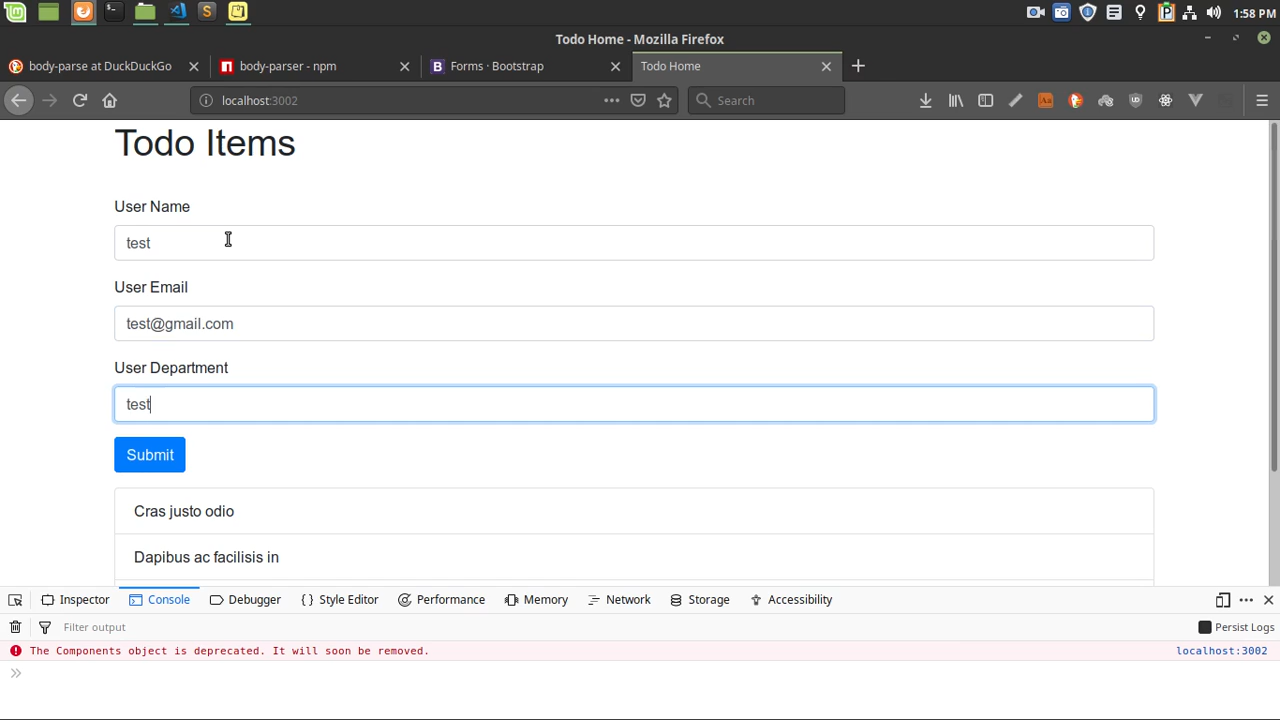 1:58 PM
Todo Home - Mozilla Firefox
body-parse at DuckDuckGo
body-parser - npm
Forms · Bootstrap
Todo Home
localhost:3002
Search
Todo Items
User Name
test
User Email
test@gmail.com
User Department
test
Submit
Cras justo odio
Dapibus ac facilisis in
Inspector Console Debugger Style Editor Performance Memory Network Storage Accessibility
Filter output Persist Logs
The Components object is deprecated. It will soon be removed. localhost:3002